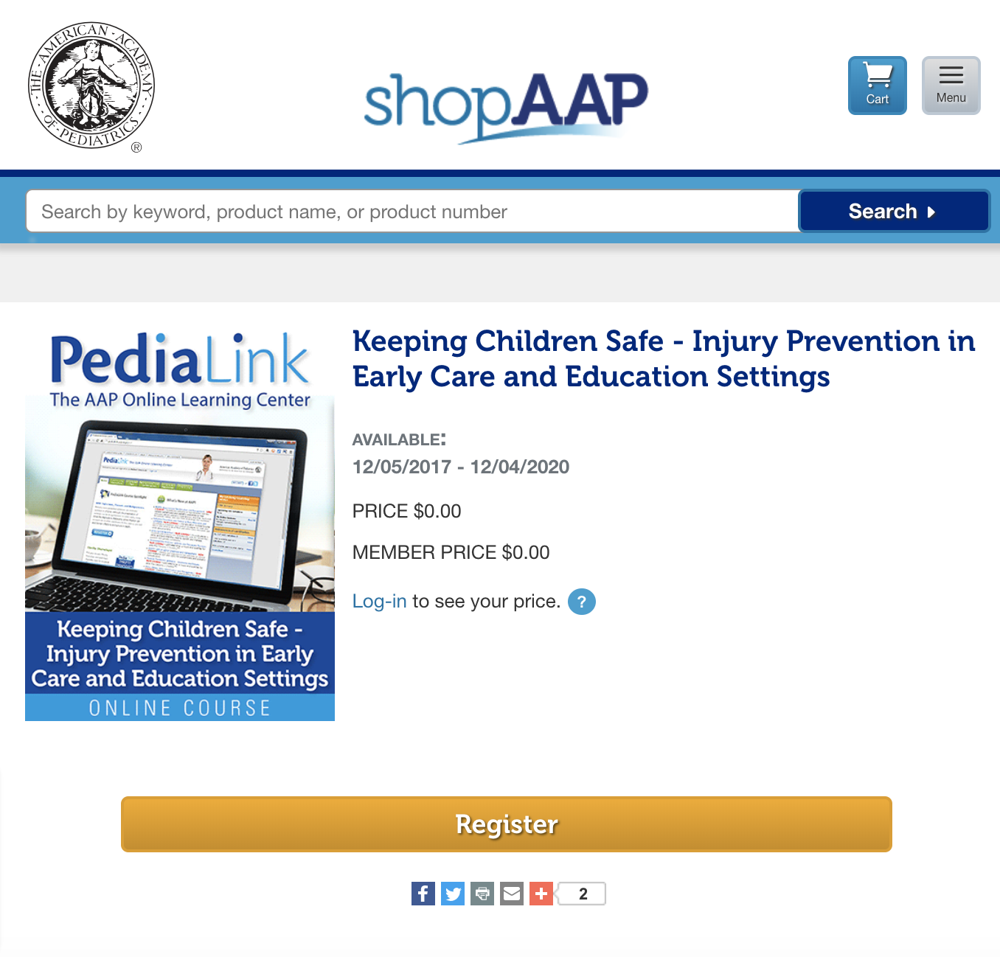 THE · AMERICAN · ACADEMY · OF · PEDIATRICS ·
®
shopAAP
Cart
Menu
Search by keyword, product name, or product number
Search
PediaLink
The AAP Online Learning Center
Keeping Children Safe -
Injury Prevention in Early
Care and Education Settings
ONLINE COURSE
Keeping Children Safe - Injury Prevention in
Early Care and Education Settings
AVAILABLE:
12/05/2017 - 12/04/2020
PRICE $0.00
MEMBER PRICE $0.00
Log-in to see your price. ?
Register
2